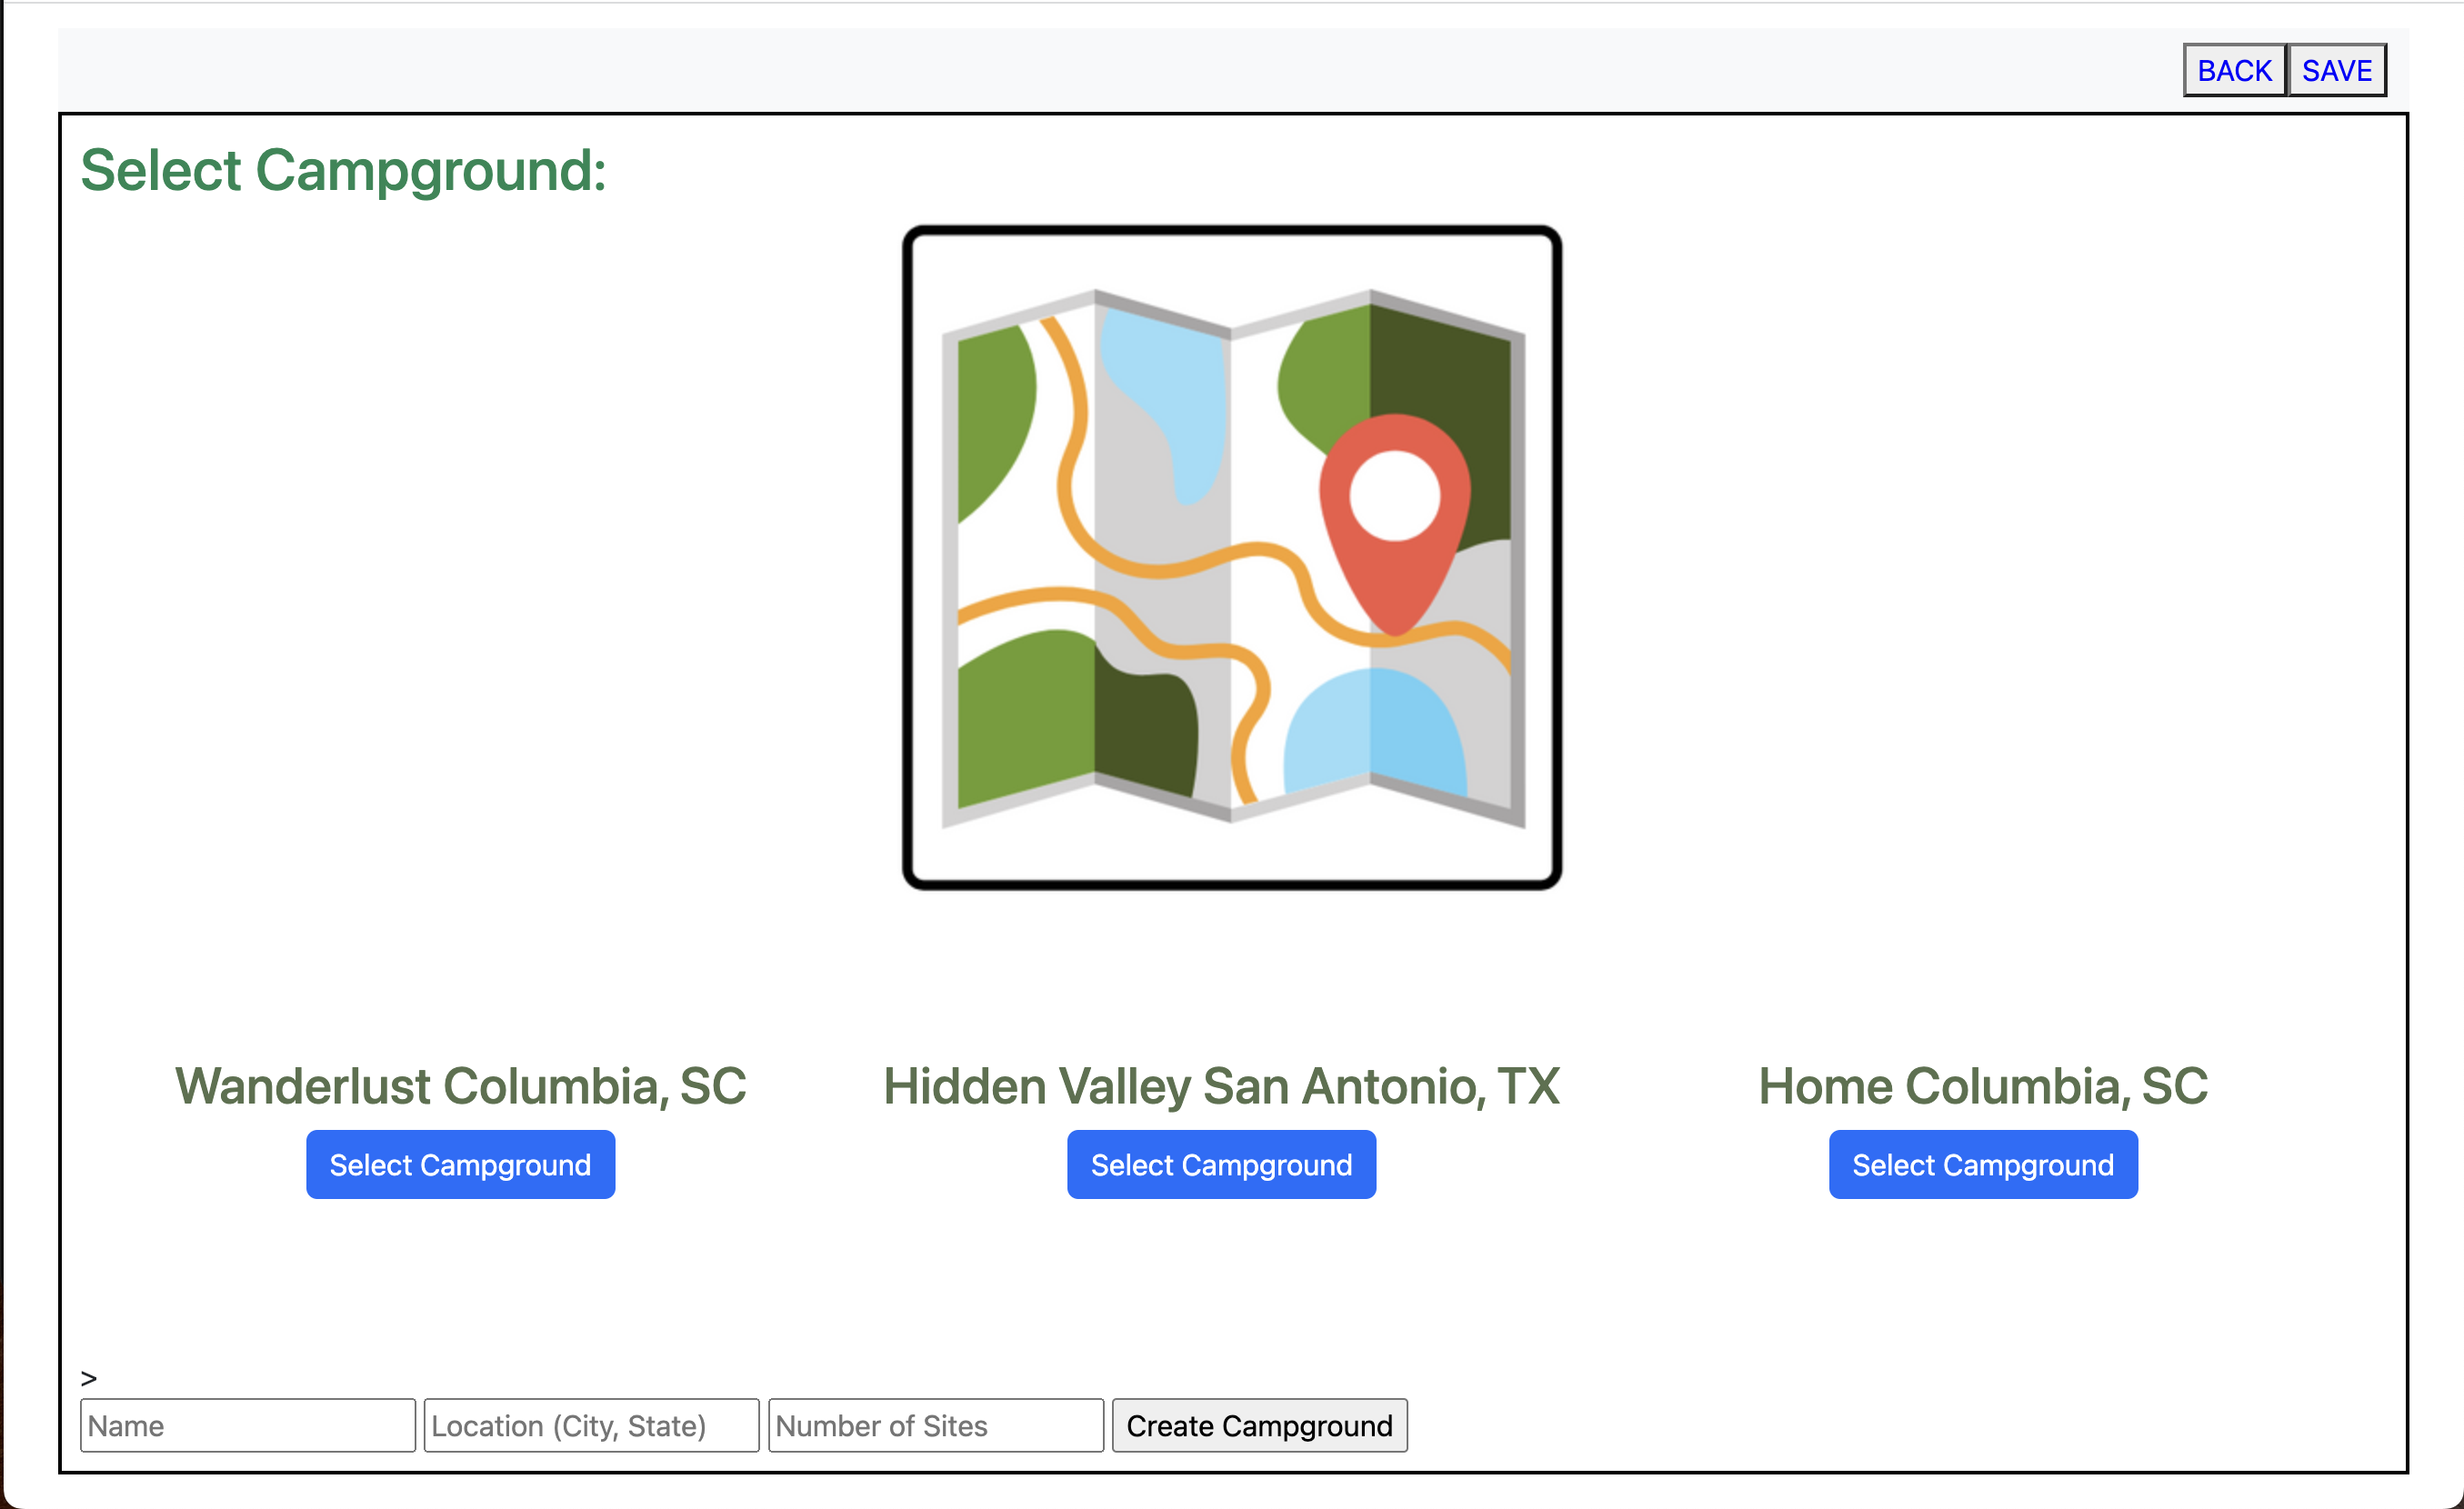 BACK SAVE
Select Campground:
Wanderlust Columbia, SC
Hidden Valley San Antonio, TX
Home Columbia, SC
Select Campground
Select Campground
Select Campground
>
Name
Location (City, State)
Number of Sites
Create Campground